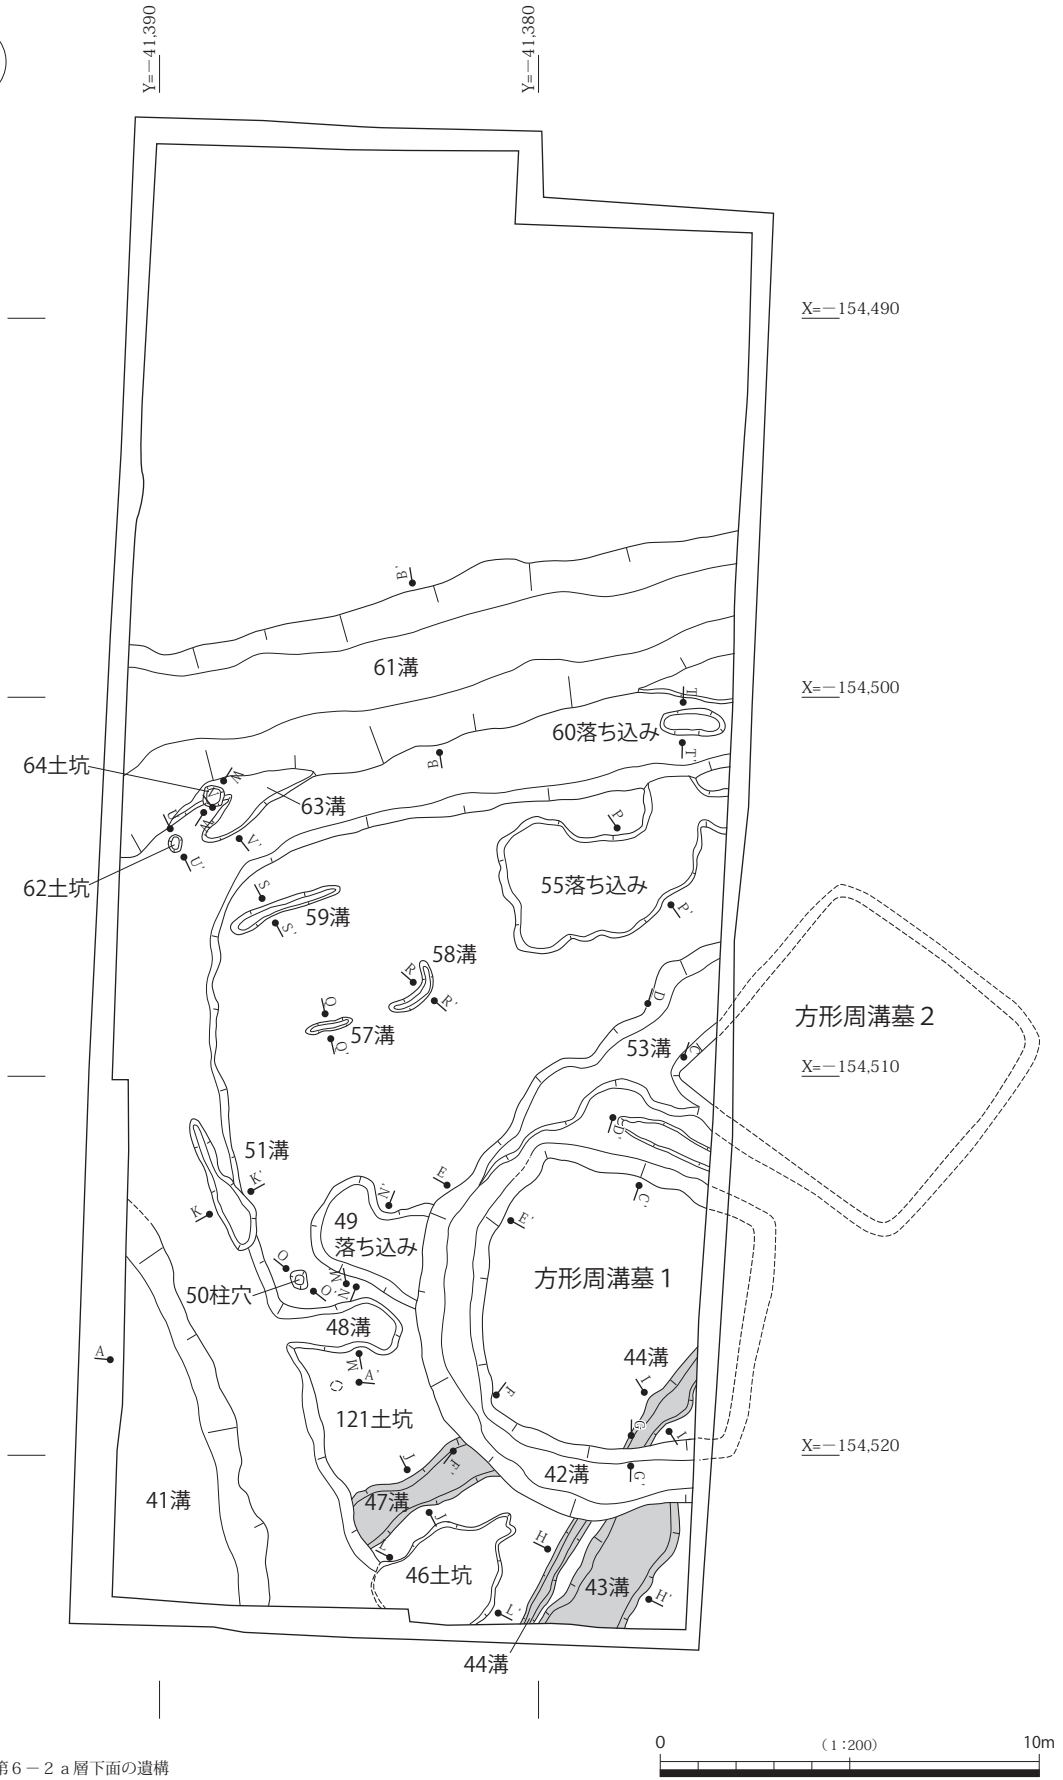 Y=－41,390
Y=－41,380
X=－154,490
B'
61溝
X=－154,500
T
60落ち込み
T'
B
64土坑
W
63溝
V
W'
U
V'
U'
P
62土坑
55落ち込み
P'
S
59溝
S'
58溝
R
R'
Q
57溝
Q'
D
53溝
C
方形周溝墓２
X=－154,510
D'
51溝
K'
K
E
N'
C'
E'
49
落ち込み
O
50柱穴
O'
M'
N
方形周溝墓１
48溝
A
M
A'
44溝
I
F
121土坑
G
I'
X=－154,520
J
F'
42溝
G'
41溝
47溝
J'
H
L
46土坑
43溝
H'
L'
44溝
0
（1：200）
10m
第６－２ａ層下面の遺構